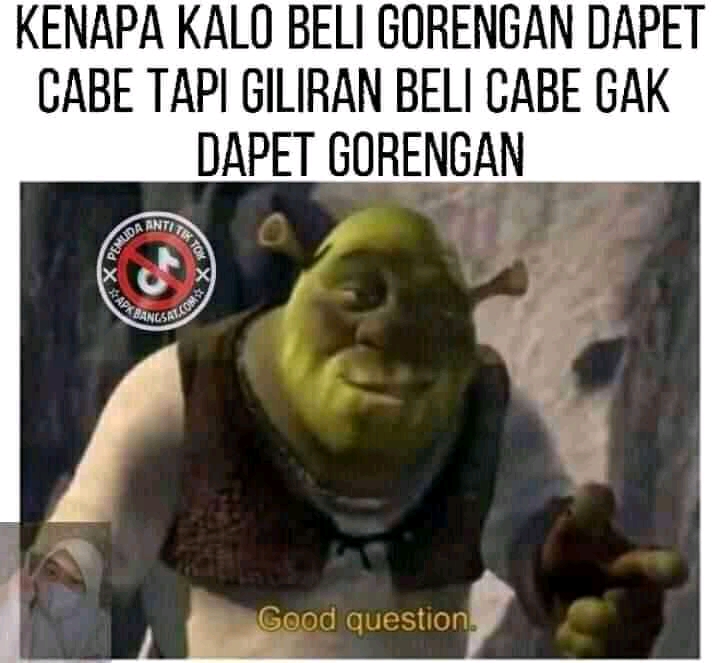 KENAPA KALO BELI GORENGAN DAPET
CABE TAPI GILIRAN BELI CABE GAK
DAPET GORENGAN
PEMUDA ANTI TIK TOK
APKBANGSAT.COM
Good question.